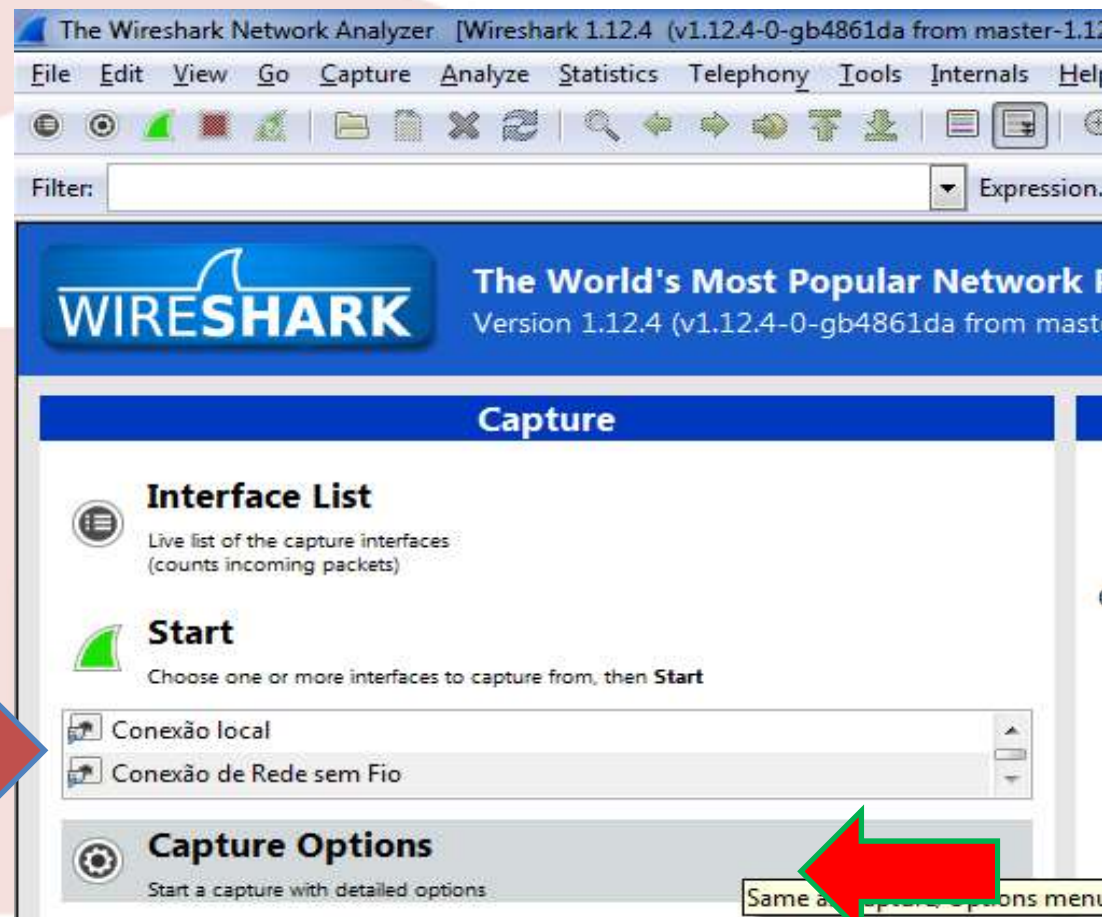 The Wireshark Network Analyzer [Wireshark 1.12.4 (v1.12.4-0-gb4861da from master-1.12
File Edit View Go Capture Analyze Statistics Telephony Tools Internals Help
Filter: Expression.
WIRESHARK
The World's Most Popular Network
Version 1.12.4 (v1.12.4-0-gb4861da from mast
Capture
Interface List
Live list of the capture interfaces
(counts incoming packets)
Start
Choose one or more interfaces to capture from, then Start
Conexão local
Conexão de Rede sem Fio
Capture Options
Start a capture with detailed options
Same menu